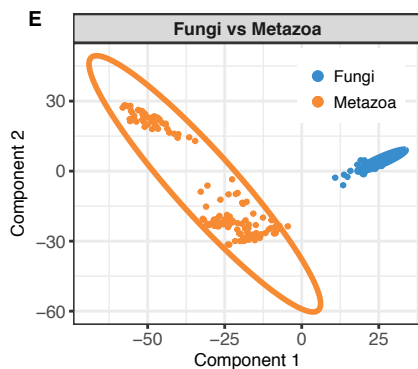 E
Fungi vs Metazoa
Fungi
Metazoa
Component 2
30
0
−30
−60
−50
−25
0
25
Component 1